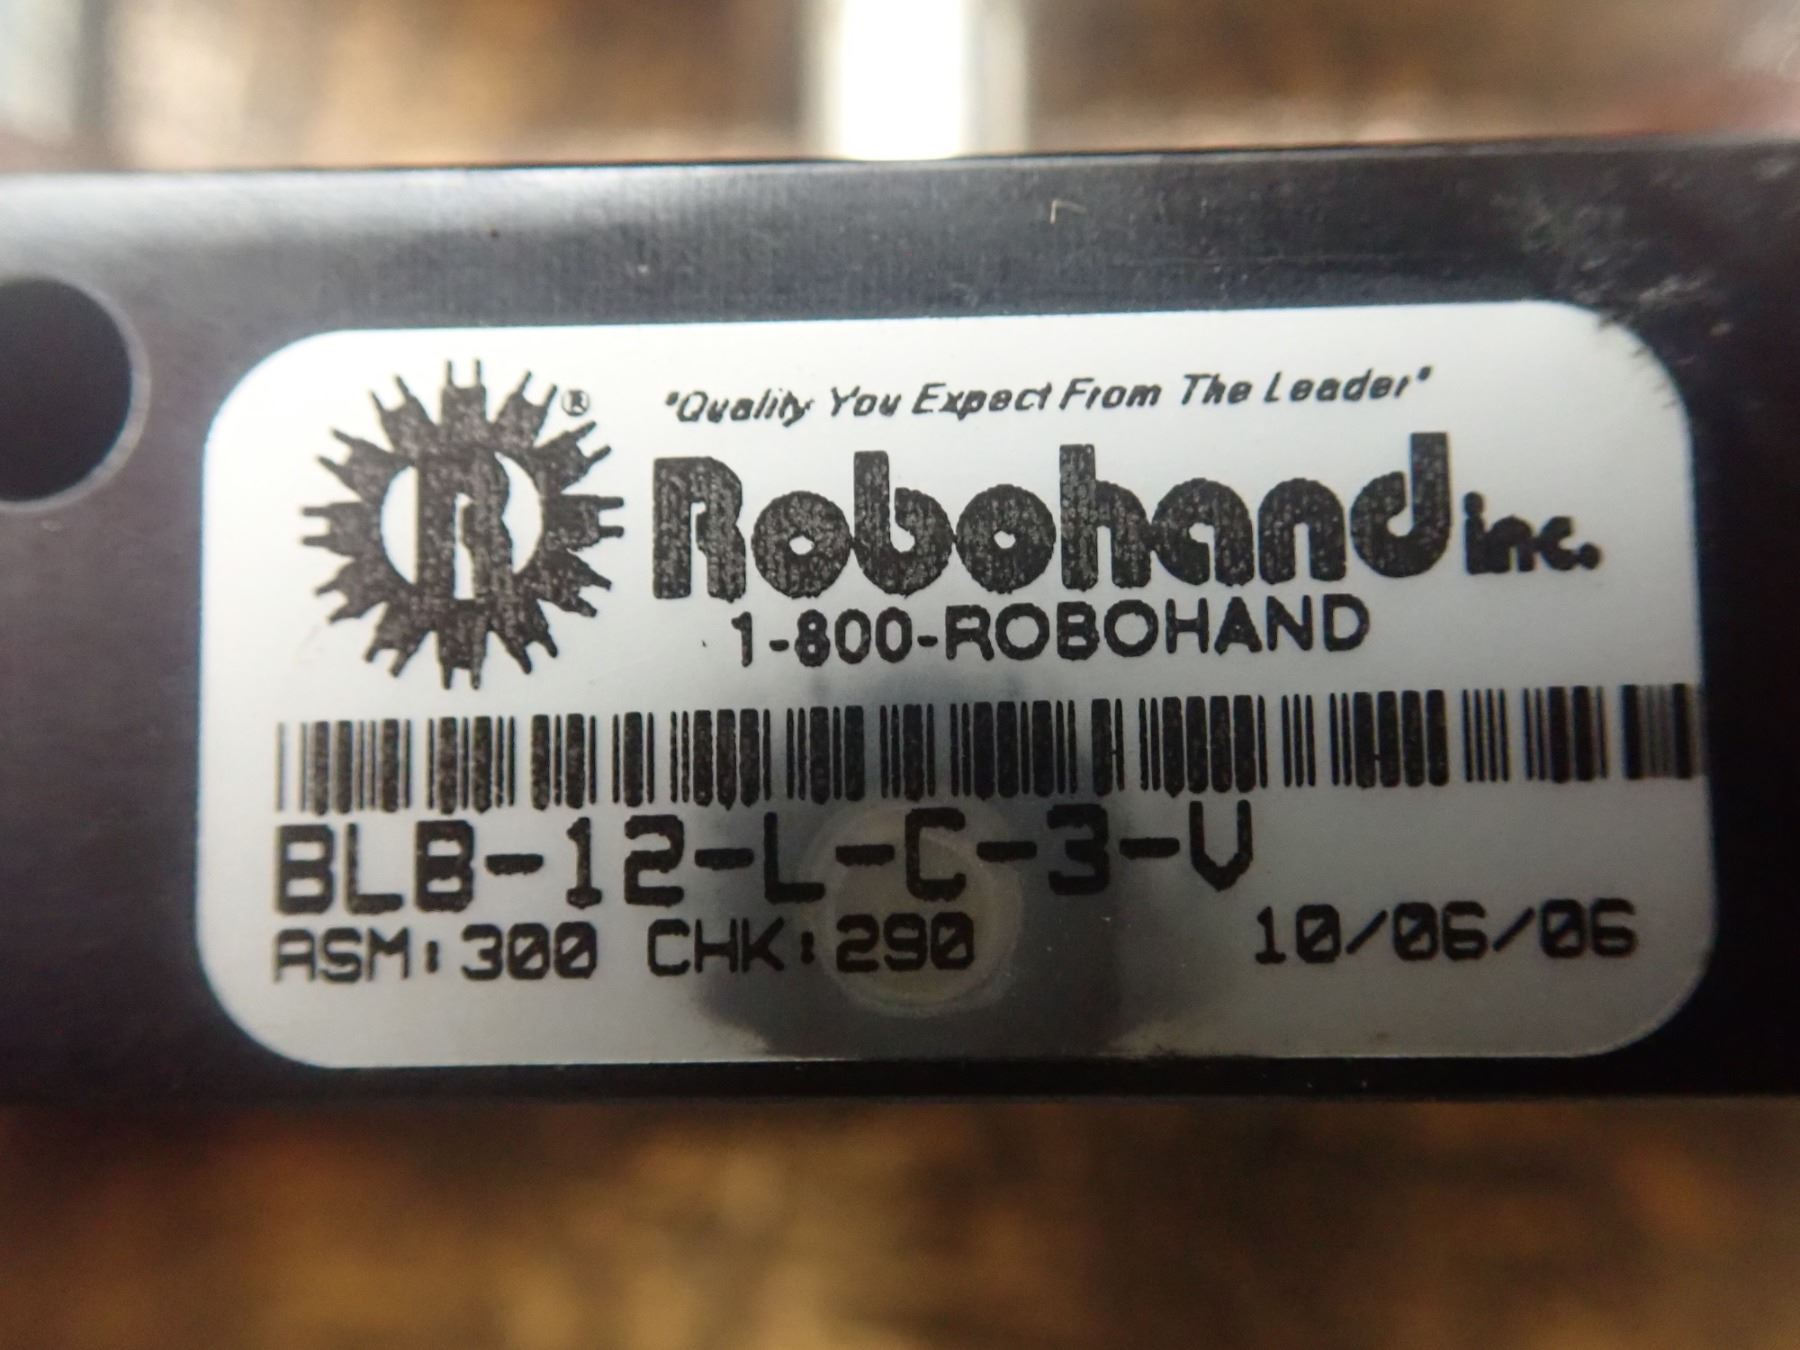 R®
"Quality You Expect From The Leader"
Robohand inc.
1-800-ROBOHAND
BLB-12-L-C-3-V
ASM:300 CHK:290 10/06/06